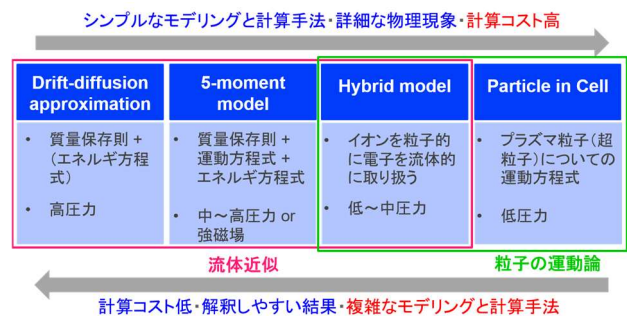 シンプルなモデリングと計算手法・詳細な物理現象・計算コスト高
Drift-diffusion
approximation
• 質量保存則 +
(エネルギ方程
式)
• 高圧力
5-moment
model
• 質量保存則 +
運動方程式 +
エネルギ方程式
• 中～高圧力 or
強磁場
Hybrid model
• イオンを粒子的
に電子を流体的
に取り扱う
• 低～中圧力
Particle in Cell
• プラズマ粒子(超
粒子)についての
運動方程式
• 低圧力
流体近似
粒子の運動論
計算コスト低・解釈しやすい結果・複雑なモデリングと計算手法